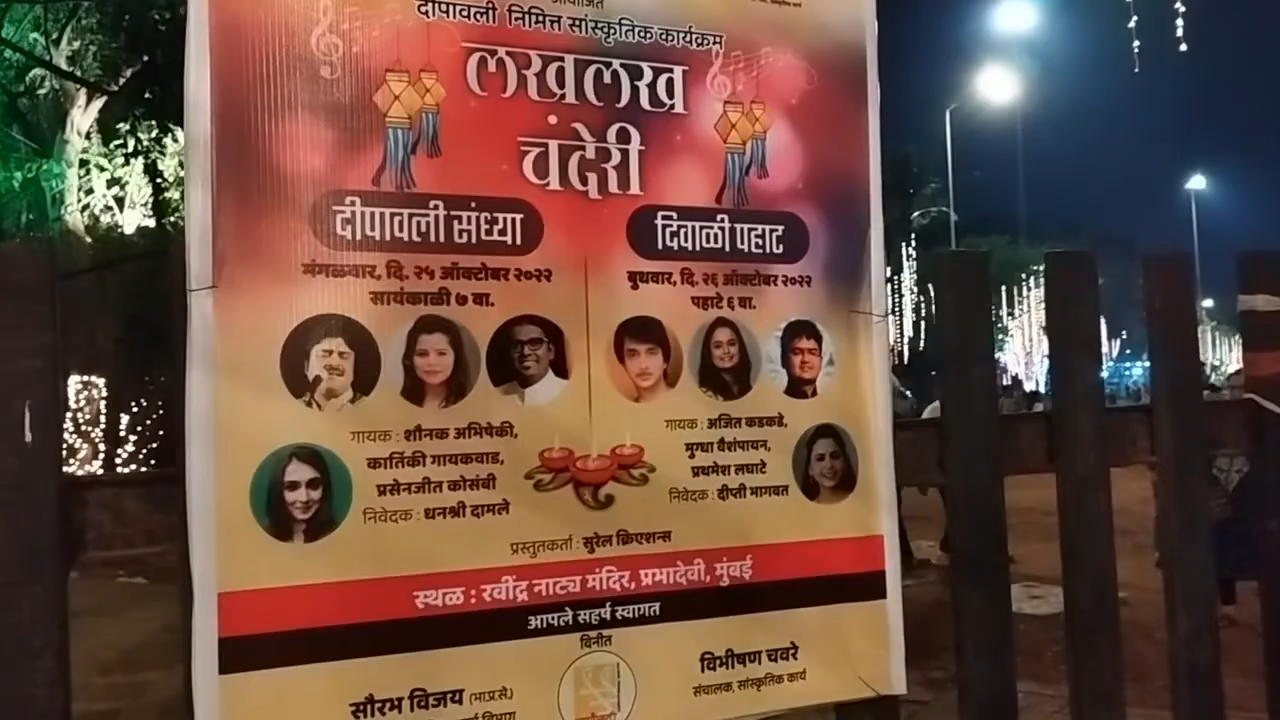 आयोजित
दीपावली निमित्त सांस्कृतिक कार्यक्रम
लखलख
चंदेरी
दीपावली संध्या
मंगळवार, दि. २५ ऑक्टोबर २०२२
सायंकाळी ७ वा.
गायक : शौनक अभिषेकी,
कार्तिकी गायकवाड,
प्रसेनजीत कोसंबी
निवेदक : धनश्री दामले
दिवाळी पहाट
बुधवार, दि. २६ ऑक्टोबर २०२२
पहाटे ६ वा.
गायक : अजित कडकडे,
मुग्धा वैशंपायन,
प्रथमेश लघाटे
निवेदक : दीप्ती भागवत
प्रस्तुतकर्ता : सुरेल क्रिएशन्स
स्थळ : रवींद्र नाट्य मंदिर, प्रभादेवी, मुंबई
आपले सहर्ष स्वागत
विनीत
सौरभ विजय (भा.प्र.से.)
विभीषण चवरे
संचालक, सांस्कृतिक कार्य